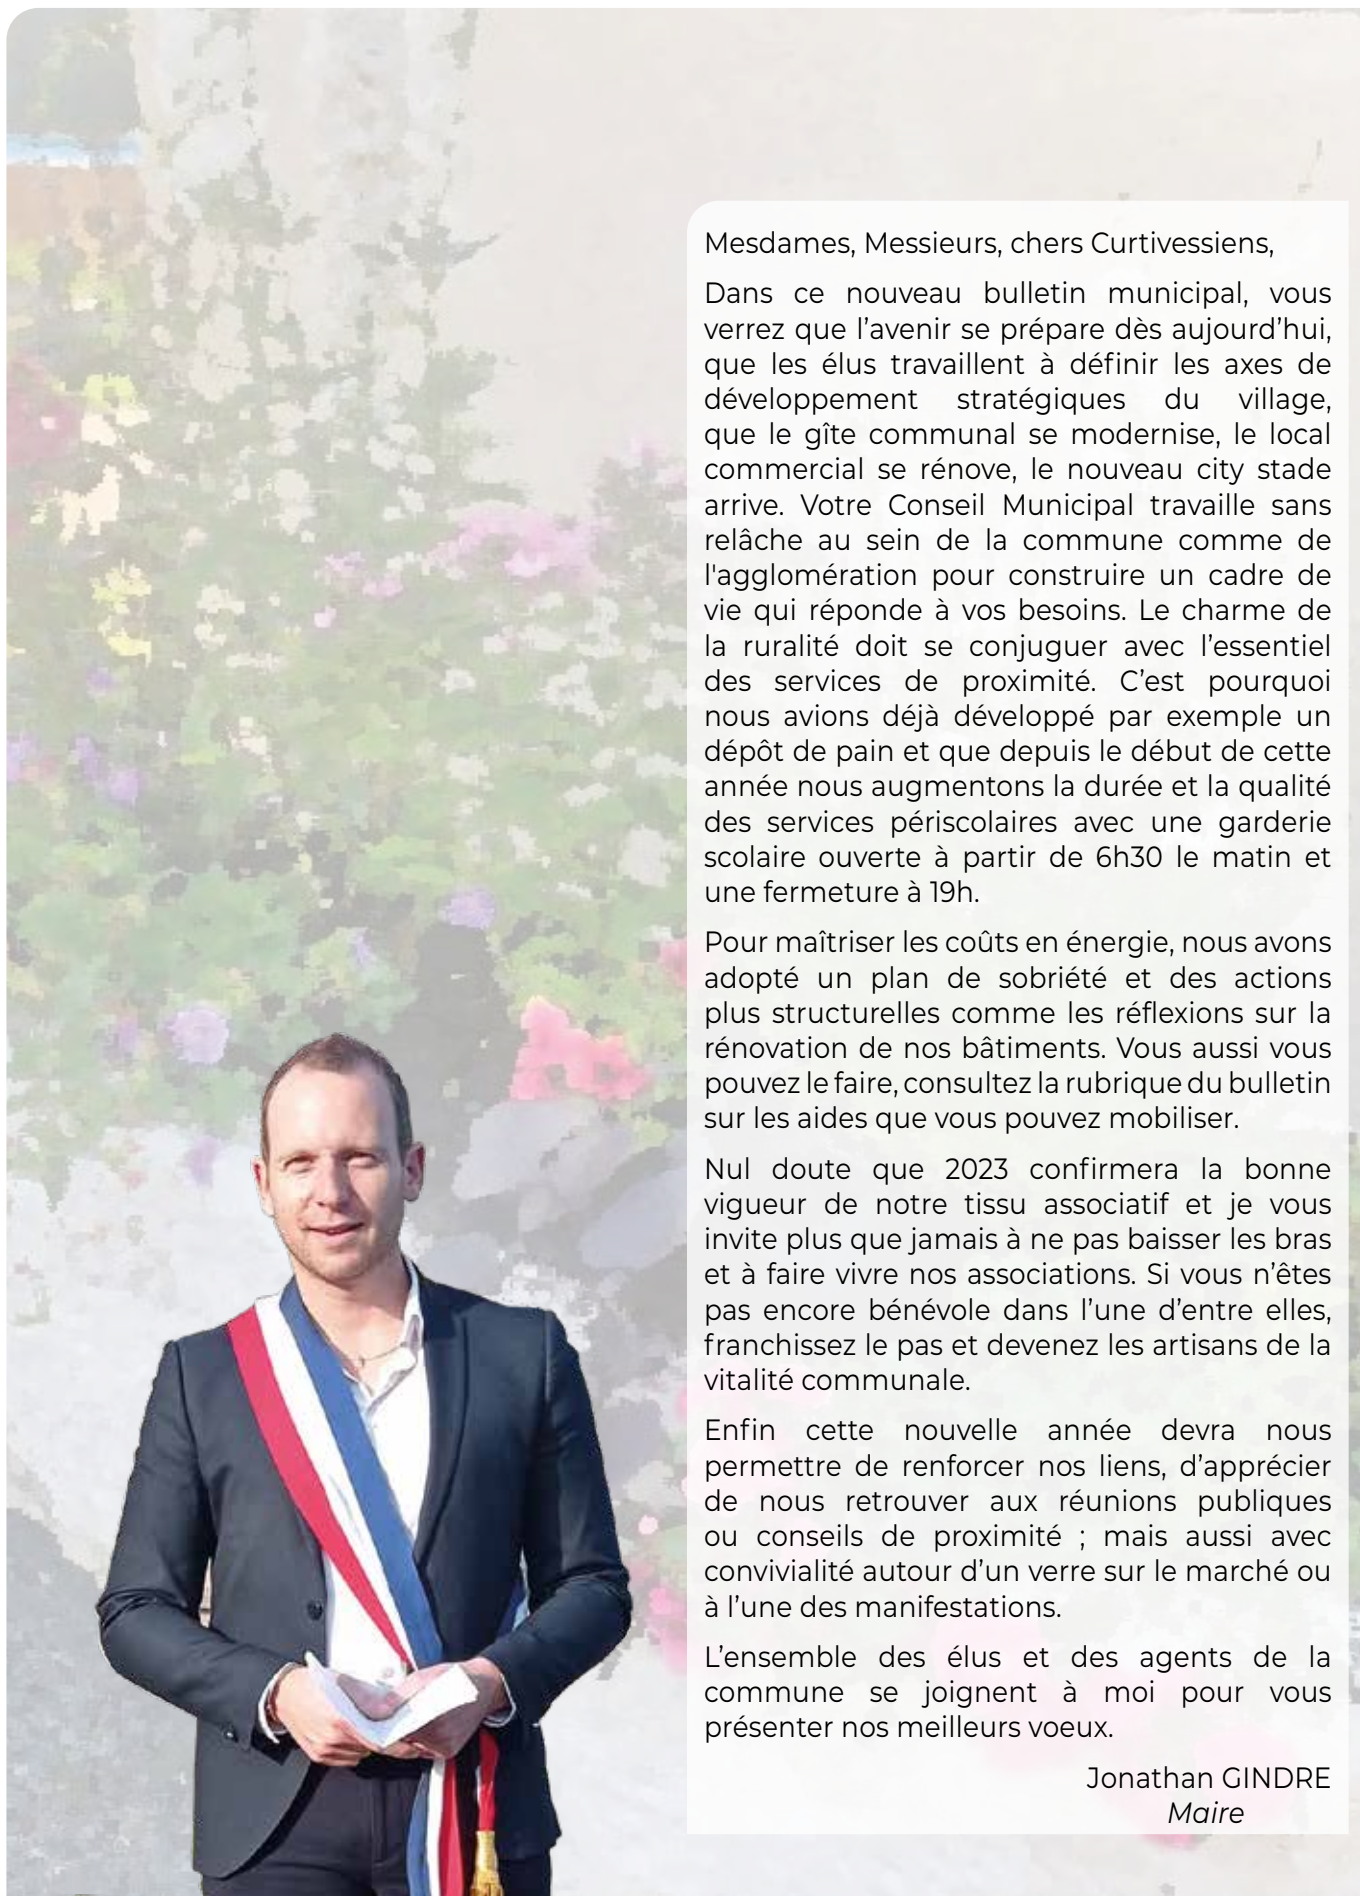 Mesdames, Messieurs, chers Curtivessiens,
Dans ce nouveau bulletin municipal, vous
verrez que l’avenir se prépare dès aujourd’hui,
que les élus travaillent à définir les axes de
développement stratégiques du village,
que le gîte communal se modernise, le local
commercial se rénove, le nouveau city stade
arrive. Votre Conseil Municipal travaille sans
relâche au sein de la commune comme de
l'agglomération pour construire un cadre de
vie qui réponde à vos besoins. Le charme de
la ruralité doit se conjuguer avec l’essentiel
des services de proximité. C’est pourquoi
nous avions déjà développé par exemple un
dépôt de pain et que depuis le début de cette
année nous augmentons la durée et la qualité
des services périscolaires avec une garderie
scolaire ouverte à partir de 6h30 le matin et
une fermeture à 19h.
Pour maîtriser les coûts en énergie, nous avons
adopté un plan de sobriété et des actions
plus structurelles comme les réflexions sur la
rénovation de nos bâtiments. Vous aussi vous
pouvez le faire, consultez la rubrique du bulletin
sur les aides que vous pouvez mobiliser.
Nul doute que 2023 confirmera la bonne
vigueur de notre tissu associatif et je vous
invite plus que jamais à ne pas baisser les bras
et à faire vivre nos associations. Si vous n’êtes
pas encore bénévole dans l’une d’entre elles,
franchissez le pas et devenez les artisans de la
vitalité communale.
Enfin cette nouvelle année devra nous
permettre de renforcer nos liens, d’apprécier
de nous retrouver aux réunions publiques
ou conseils de proximité ; mais aussi avec
convivialité autour d’un verre sur le marché ou
à l’une des manifestations.
L’ensemble des élus et des agents de la
commune se joignent à moi pour vous
présenter nos meilleurs voeux.
Jonathan GINDRE
Maire